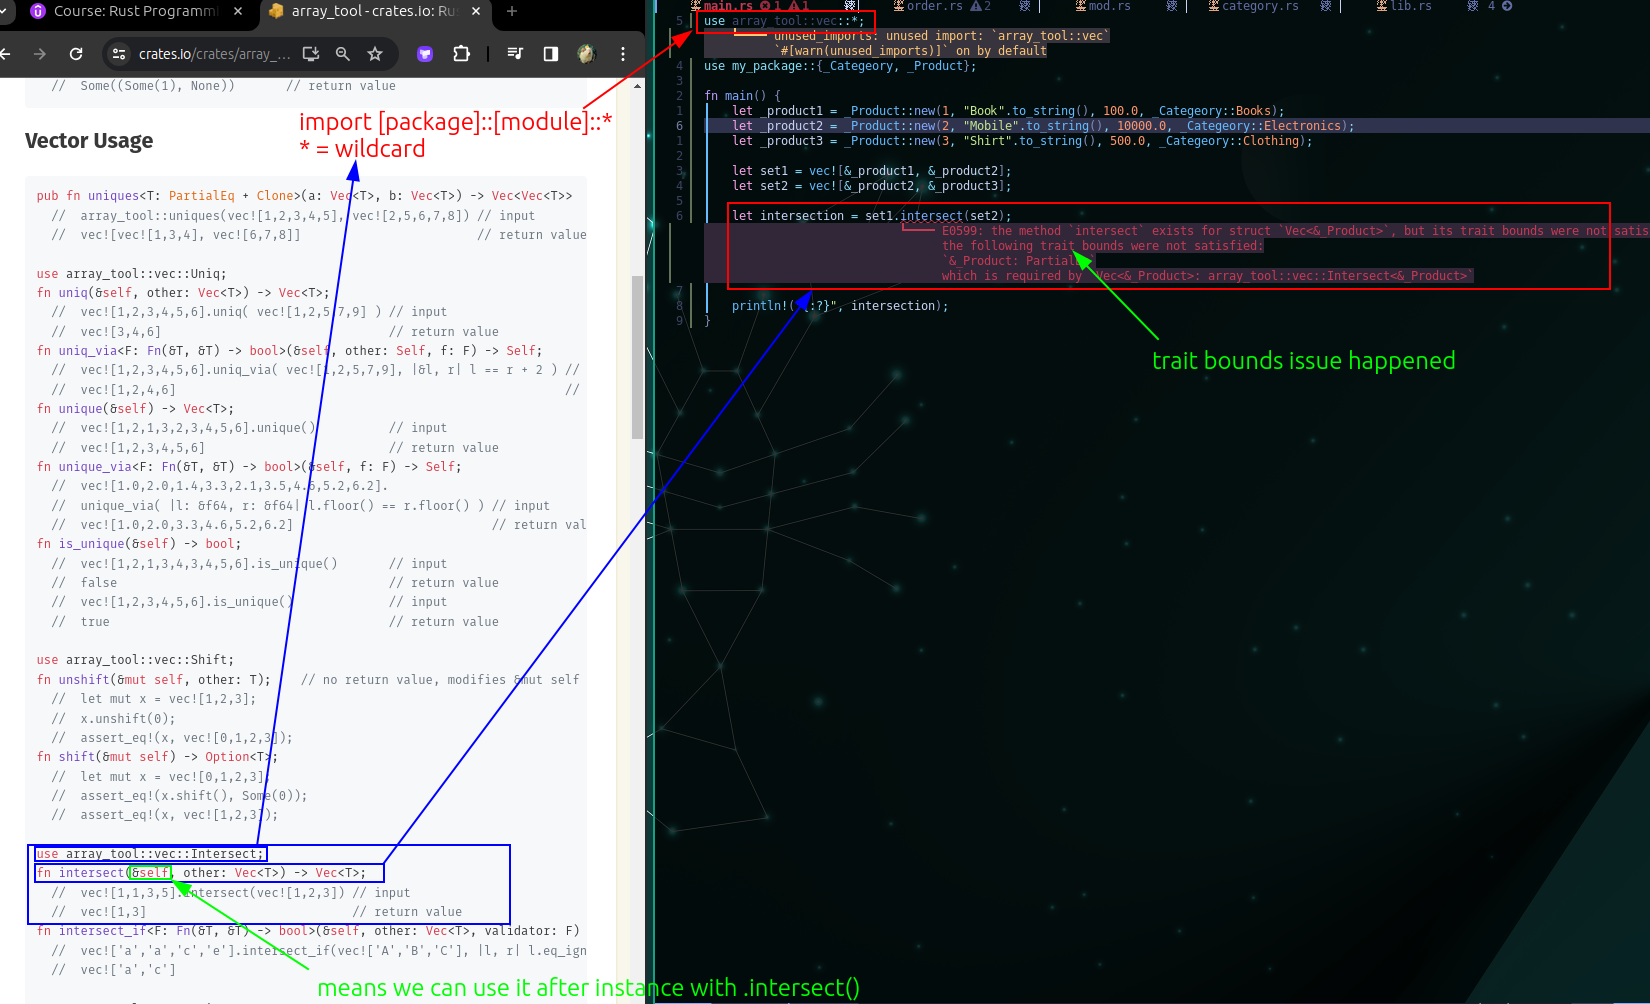 Course: Rust Programm
array_tool - crates.io: Ru
crates.io/crates/array_...
// Some((Some(1), None)) // return value
import [package]::[module]::*
* = wildcard
Vector Usage
pub fn uniques<T: PartialEq + Clone>(a: Vec<T>, b: Vec<T>) -> Vec<Vec<T>>
// array_tool::uniques(vec![1,2,3,4,5], vec![2,5,6,7,8]) // input
// vec![vec![1,3,4], vec![6,7,8]] // return value
use array_tool::vec::Uniq;
fn uniq(&self, other: Vec<T>) -> Vec<T>;
// vec![1,2,3,4,5,6].uniq( vec![1,2,5,7,9] ) // input
// vec![3,4,6] // return value
fn uniq_via<F: Fn(&T, &T) -> bool>(&self, other: Self, f: F) -> Self;
// vec![1,2,3,4,5,6].uniq_via( vec![1,2,5,7,9], |&l, r| l == r + 2 ) //
// vec![1,2,4,6] //
fn unique(&self) -> Vec<T>;
// vec![1,2,1,3,2,3,4,5,6].unique() // input
// vec![1,2,3,4,5,6] // return value
fn unique_via<F: Fn(&T, &T) -> bool>(&self, f: F) -> Self;
// vec![1.0,2.0,1.4,3.3,2.1,3.5,4.6,5.2,6.2].
// unique_via( |l: &f64, r: &f64| l.floor() == r.floor() ) // input
// vec![1.0,2.0,3.3,4.6,5.2,6.2] // return val
fn is_unique(&self) -> bool;
// vec![1,2,1,3,4,3,4,5,6].is_unique() // input
// false // return value
// vec![1,2,3,4,5,6].is_unique() // input
// true // return value
use array_tool::vec::Shift;
fn unshift(&mut self, other: T); // no return value, modifies &mut self
// let mut x = vec![1,2,3];
// x.unshift(0);
// assert_eq!(x, vec![0,1,2,3]);
fn shift(&mut self) -> Option<T>;
// let mut x = vec![0,1,2,3];
// assert_eq!(x.shift(), Some(0));
// assert_eq!(x, vec![1,2,3]);
use array_tool::vec::Intersect;
fn intersect(&self, other: Vec<T>) -> Vec<T>;
// vec![1,1,3,5].intersect(vec![1,2,3]) // input
// vec![1,3] // return value
fn intersect_if<F: Fn(&T, &T) -> bool>(&self, other: Vec<T>, validator: F)
// vec!['a','a','c','e'].intersect_if(vec!['A','B','C'], |l, r| l.eq_ign
// vec!['a','c']
means we can use it after instance with .intersect()
main.rs 1 1 order.rs 2 mod.rs category.rs lib.rs 4
5 use array_tool::vec::*;
unused_imports: unused import: `array_tool::vec`
`#[warn(unused_imports)]` on by default
4 use my_package::{_Categeory, _Product};
3
2 fn main() {
1 let _product1 = _Product::new(1, "Book".to_string(), 100.0, _Categeory::Books);
6 let _product2 = _Product::new(2, "Mobile".to_string(), 10000.0, _Categeory::Electronics);
1 let _product3 = _Product::new(3, "Shirt".to_string(), 500.0, _Categeory::Clothing);
2
3 let set1 = vec![&_product1, &_product2];
4 let set2 = vec![&_product2, &_product3];
5
6 let intersection = set1.intersect(set2);
E0599: the method `intersect` exists for struct `Vec<&_Product>`, but its trait bounds were not satis
the following trait bounds were not satisfied:
`&_Product:
which is required by `Vec<&_Product>: array_tool::vec::Intersect<&_Product>`
7
8 println!( :?}", intersection);
9 }
trait bounds issue happened